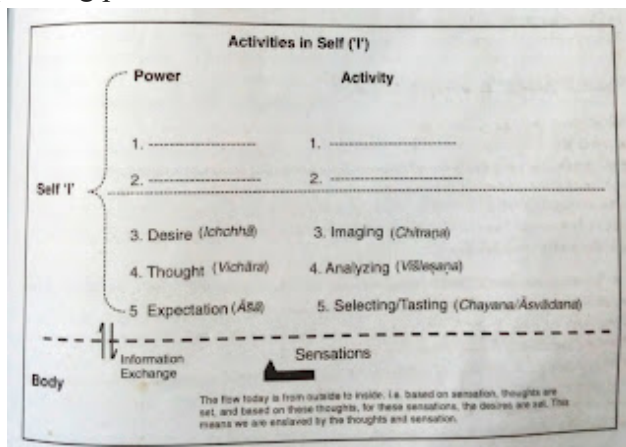 Activities in Self ('I')
Power Activity
1. ........................ 1. ........................
2. ........................ 2. ........................
Self 'I'
3. Desire (Ichchhā) 3. Imaging (Chitraṇa)
4. Thought (Vichāra) 4. Analyzing (Viśleṣaṇa)
5 Expectation (Āśā) 5. Selecting/Tasting (Chayana/Āsvādana)
Information
Exchange
Sensations
Body
The flow today is from outside to inside, i.e. based on sensation, thoughts are
set, and based on these thoughts, for these sensations, the desires are set. This
means we are enslaved by the thoughts and sensation.